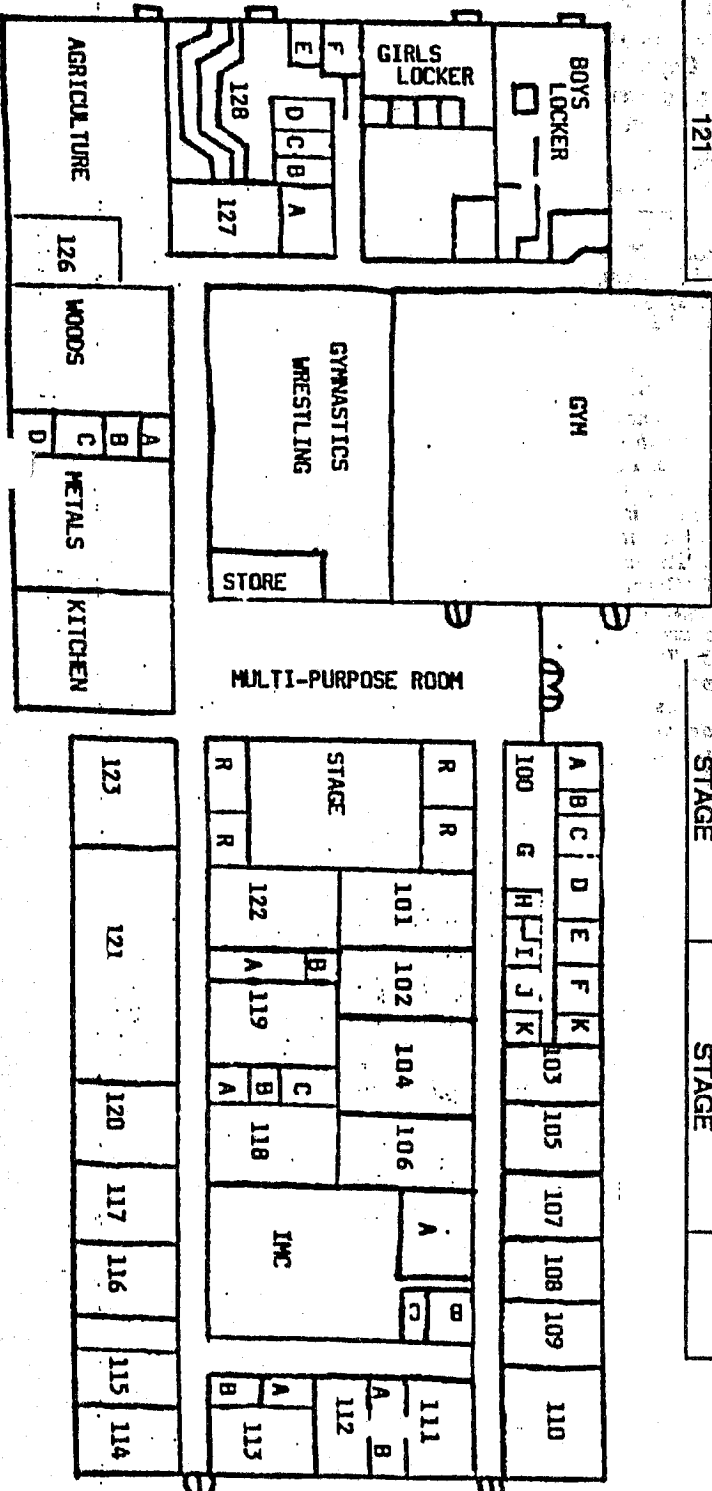 121
STAGE
STAGE
BOYS
LOCKER
GIRLS
LOCKER
F
E
128
D
C
B
A
127
AGRICULTURE
126
WOODS
A
B
C
D
METALS
KITCHEN
GYM
GYMNASTICS
WRESTLING
STORE
MULTI-PURPOSE ROOM
STAGE
R
R
R
R
100
A
B
C
D
E
F
K
G
H
I
J
K
103
105
107
108
109
110
101
102
104
106
122
A
B
119
A
B
C
118
IMC
A
B
C
111
A
B
112
A
B
113
123
121
120
117
116
115
114